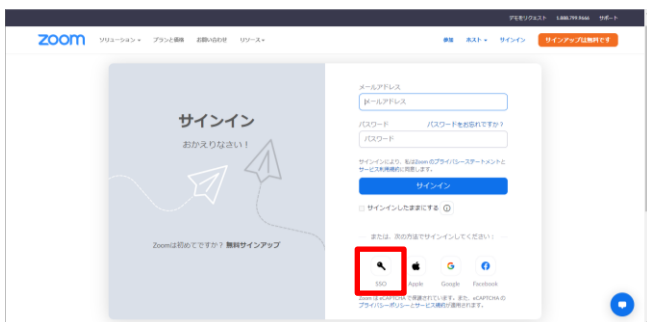 デモをリクエスト 1.888.799.9666 サポート
zoom ソリューション プランと価格 お問い合わせ リソース 参加 ホスト サインイン サインアップは無料です
サインイン
おかえりなさい！
Zoomは初めてですか？ 無料サインアップ
メールアドレス
メールアドレス
パスワード パスワードをお忘れですか？
パスワード
サインインにより、私はZoomのプライバシーステートメントと
サービス利用規約に同意します。
サインイン
サインインしたままにする
または、次の方法でサインインしてください：
SSO Apple Google Facebook
Zoom は reCAPTCHA で保護されています。また、reCAPTCHA の
プライバシーポリシーとサービス規約が適用されます。